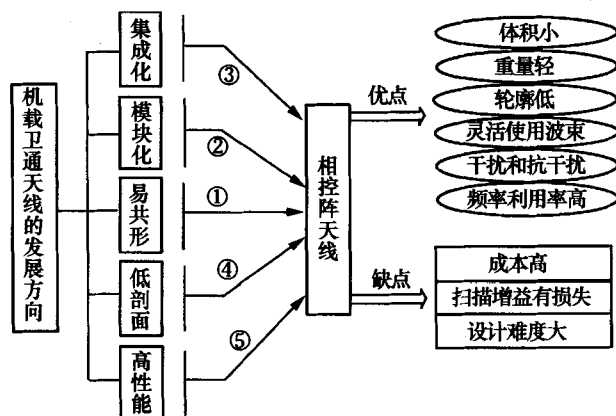 机载卫通天线的发展方向
集成化
模块化
易共形
低剖面
高性能
③
②
①
④
⑤
相控阵天线
优点
缺点
体积小
重量轻
轮廓低
灵活使用波束
干扰和抗干扰
频率利用率高
成本高
扫描增益有损失
设计难度大